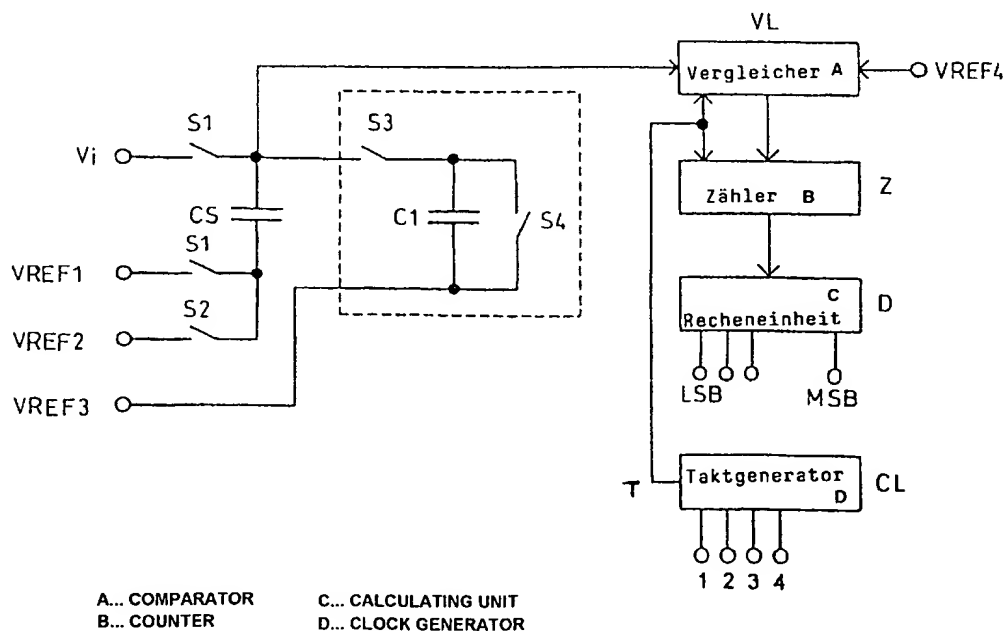 VL
Vergleicher A
VREF4
S1
S3
Vi
Zähler B
Z
CS
C1
S4
S1
VREF1
C
Recheneinheit
D
S2
VREF2
LSB
MSB
VREF3
Taktgenerator
D
CL
T
1 2 3 4
A... COMPARATOR C... CALCULATING UNIT
B... COUNTER D... CLOCK GENERATOR